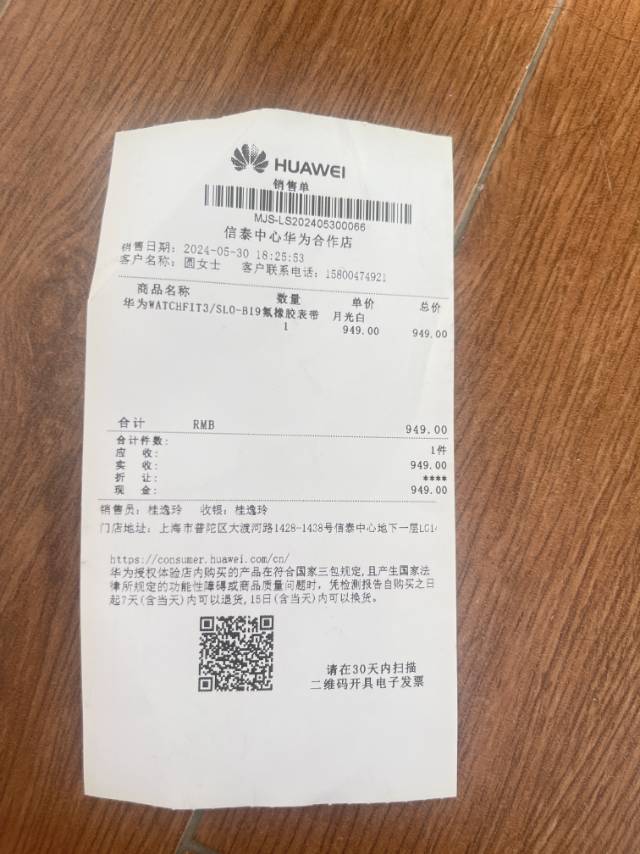 HUAWEI
销售单
MJS-LS202405300066
信泰中心华为合作店
销售日期: 2024-05-30 18:25:53
客户名称: 圆女士 客户联系电话: 15800474921
商品名称 数量 单价 总价
华为WATCHFIT3/SLO-B19氟橡胶表带 月光白
1 949.00 949.00
合计 RMB 949.00
合计件数: 1件
应 收: 949.00
实 收: ****
折 让: 949.00
现 金:
销售员: 桂逸玲 收银: 桂逸玲
门店地址: 上海市普陀区大渡河路1428-1438号信泰中心地下一层LG14
https://consumer.huawei.com/cn/
华为授权体验店内购买的产品在符合国家三包规定,且产生国家法
律所规定的功能性障碍或商品质量问题时, 凭检测报告自购买之日
起7天(含当天)内可以退货,15日(含当天)内可以换货。
请在30天内扫描
二维码开具电子发票